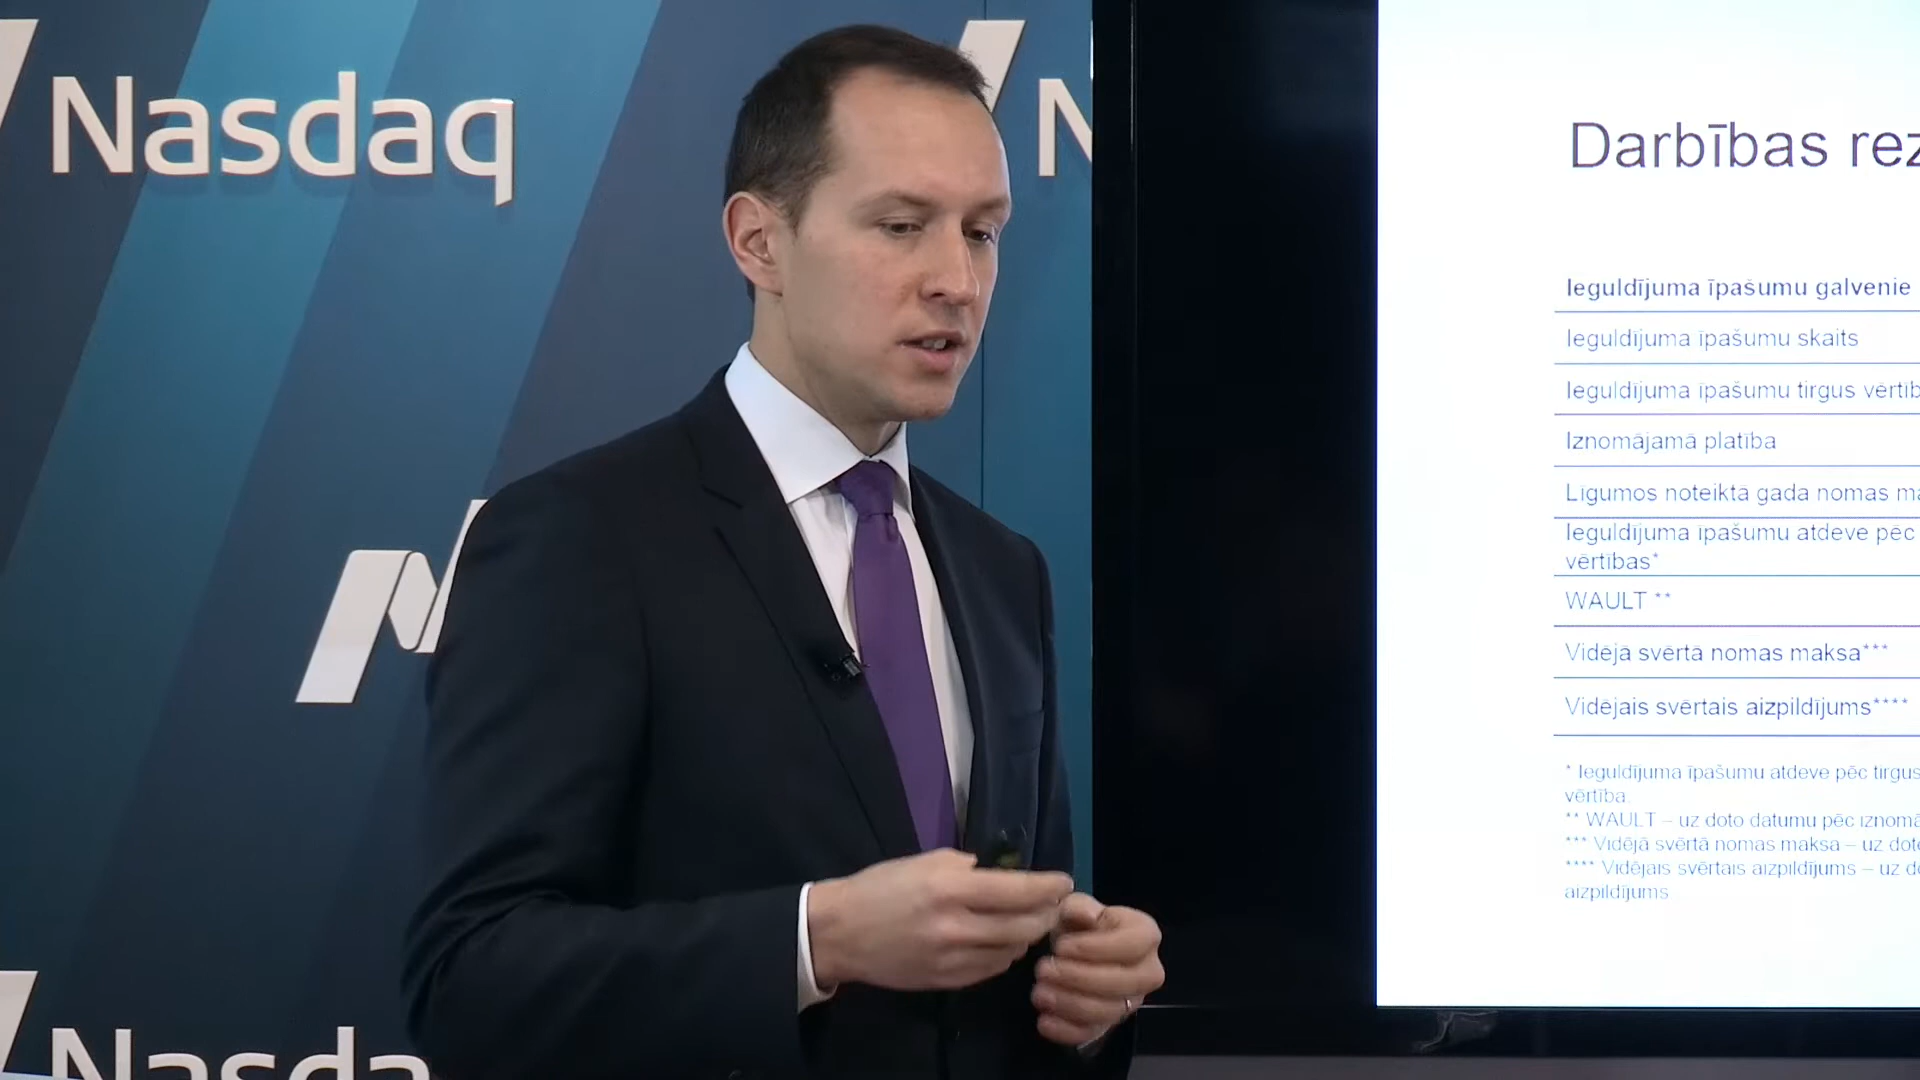 Nasdaq
N
Nasda
Darbības rez
Ieguldījuma īpašumu galvenie
Ieguldījuma īpašumu skaits
Ieguldījuma īpašumu tirgus vērtīb
Iznomājamā platība
Līgumos noteiktā gada nomas ma
Ieguldījuma īpašumu atdeve pēc
vērtības*
WAULT **
Vidējā svērtā nomas maksa***
Vidējais svērtais aizpildījums****
* Ieguldījuma īpašumu atdeve pēc tirgus
vērtība.
** WAULT – uz doto datumu pēc iznomā
*** Vidējā svērtā nomas maksa – uz dot
**** Vidējais svērtais aizpildījums – uz d
aizpildījums